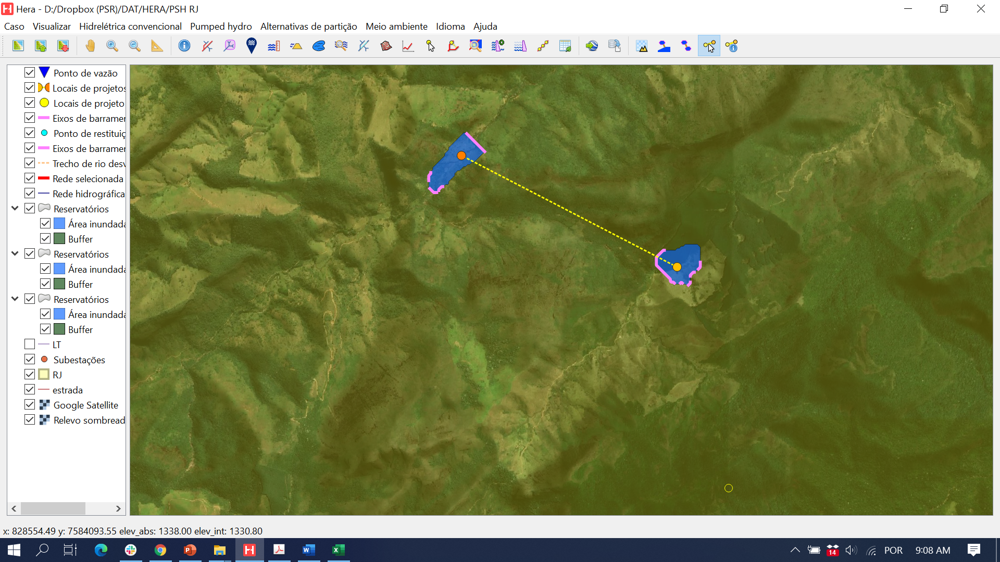 Hera - D:/Dropbox (PSR)/DAT/HERA/PSH RJ
Caso Visualizar Hidrelétrica convencional Pumped hydro Alternativas de partição Meio ambiente Idioma Ajuda
Ponto de vazão
Locais de projetos
Locais de projeto
Eixos de barramen
Ponto de restituiç
Eixos de barramen
Trecho de rio desv
Rede selecionada
Rede hidrográfica
Reservatórios
Área inundada
Buffer
Reservatórios
Área inundada
Buffer
Reservatórios
Área inundada
Buffer
LT
Subestações
RJ
estrada
Google Satellite
Relevo sombread
x: 828554.49 y: 7584093.55 elev_abs: 1338.00 elev_int: 1330.80
14 POR 9:08 AM